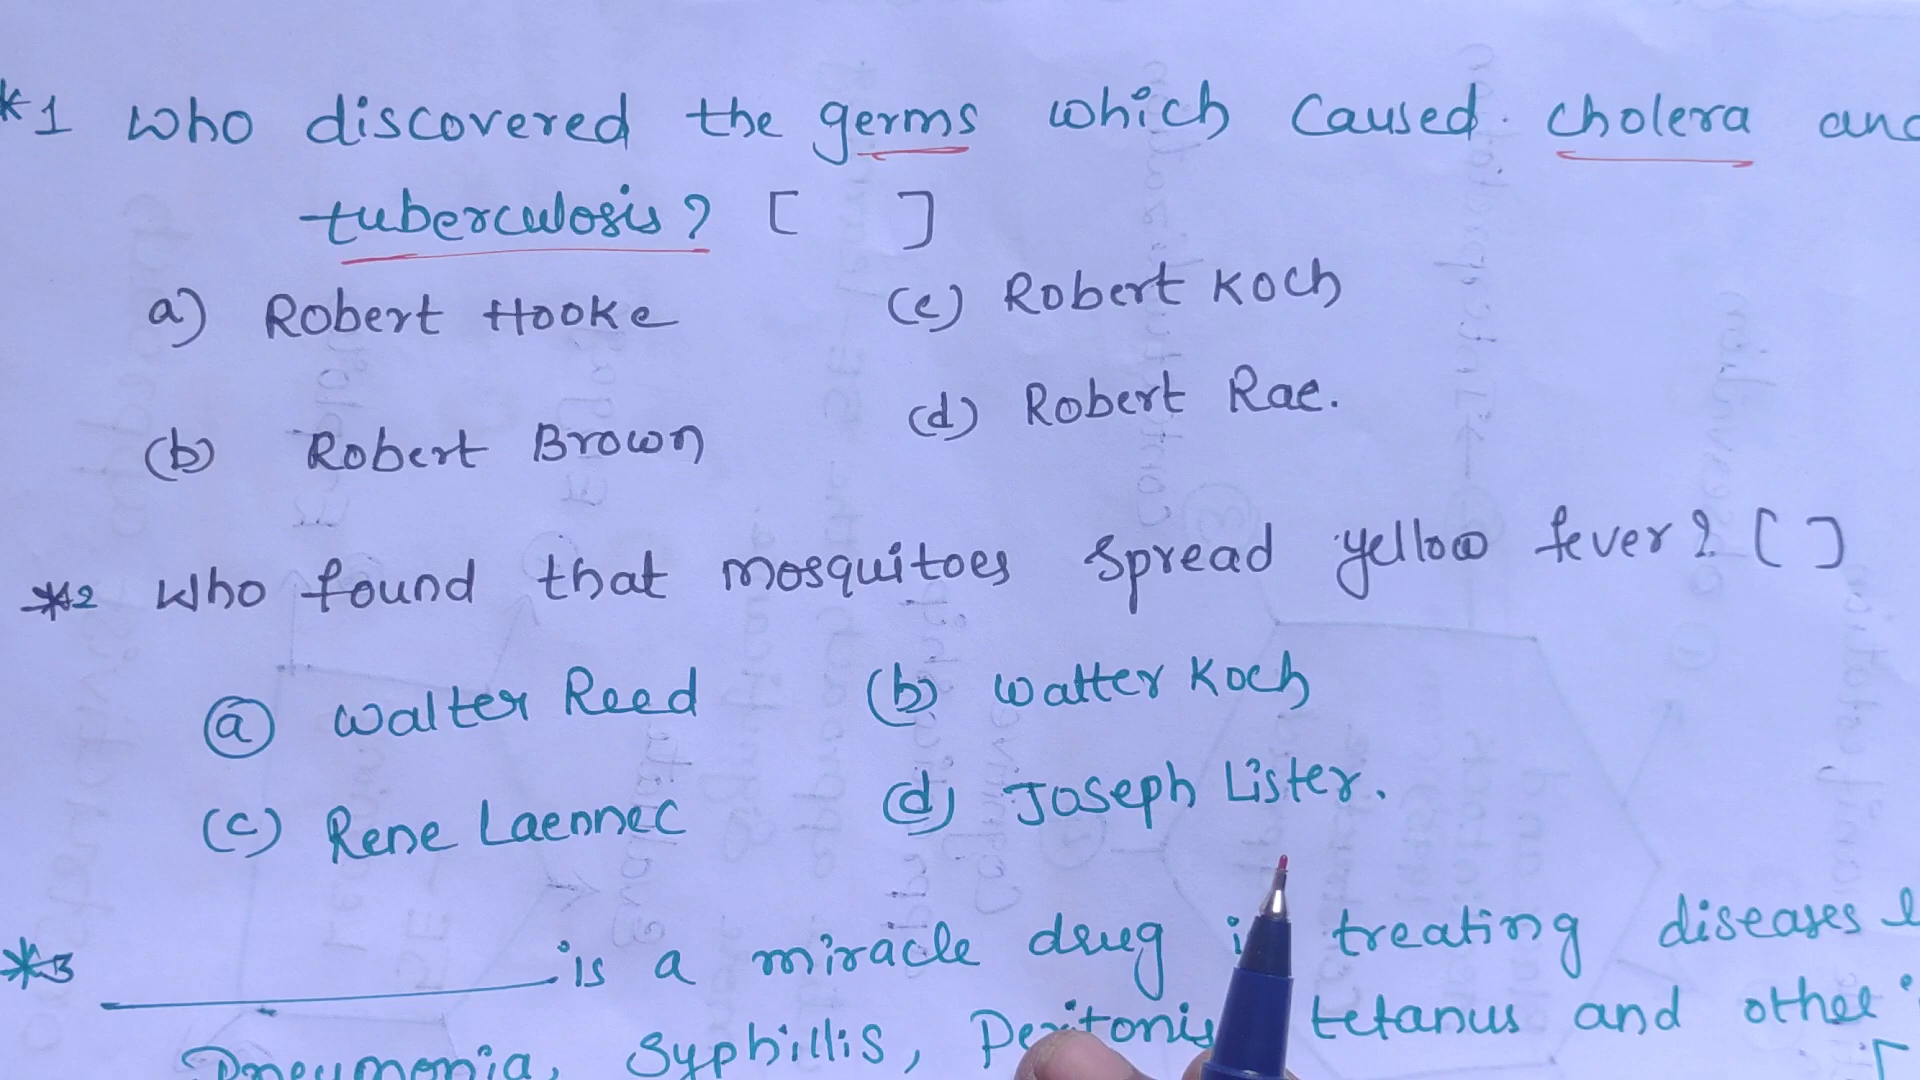 *1 Who discovered the germs which caused cholera and
tuberculosis? [ ]
a) Robert Hooke (c) Robert Koch
(b) Robert Brown (d) Robert Rae.
*2 Who found that mosquitoes spread yellow fever? [ ]
(a) Walter Reed (b) Walter Koch
(c) Rene Laennec (d) Joseph Lister.
*3 ________ is a miracle drug treating diseases
Pneumonia, Syphillis, tetanus and other